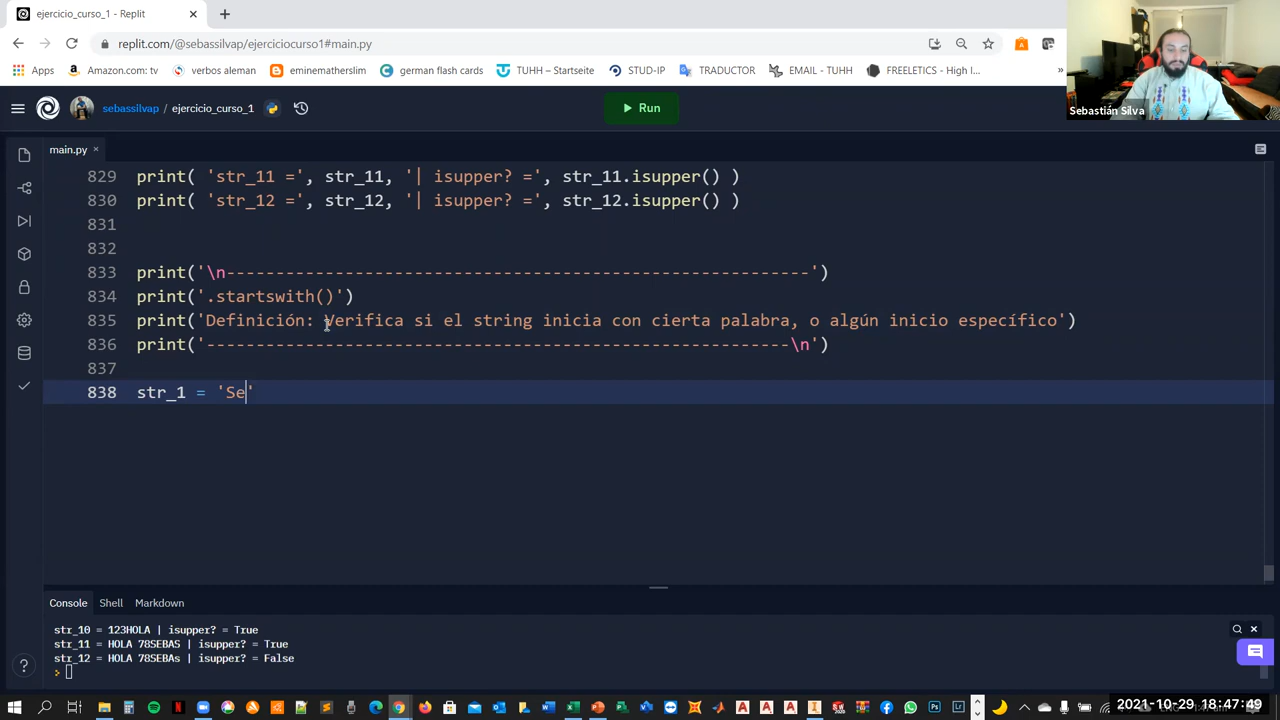 ejercicio_curso_1 - Replit
replit.com/@sebassilvap/ejerciciocurso1#main.py
Apps Amazon.com: tv verbos aleman eminematherslim german flash cards TUHH – Startseite STUD-IP TRADUCTOR EMAIL - TUHH FREELETICS - High I... »
Sebastián Silva
sebassilvap / ejercicio_curso_1 Run
main.py
829 print( 'str_11 =', str_11, '| isupper? =', str_11.isupper() )
830 print( 'str_12 =', str_12, '| isupper? =', str_12.isupper() )
831
832
833 print('\n-----------------------------------------------------------')
834 print('.startswith()')
835 print('Definición: Verifica si el string inicia con cierta palabra, o algún inicio específico')
836 print('-----------------------------------------------------------\n')
837
838 str_1 = 'Se'
Console Shell Markdown
str_10 = 123HOLA | isupper? = True
str_11 = HOLA 78SEBAS | isupper? = True
str_12 = HOLA 78SEBAs | isupper? = False
>
2021-10-29 18:47:49